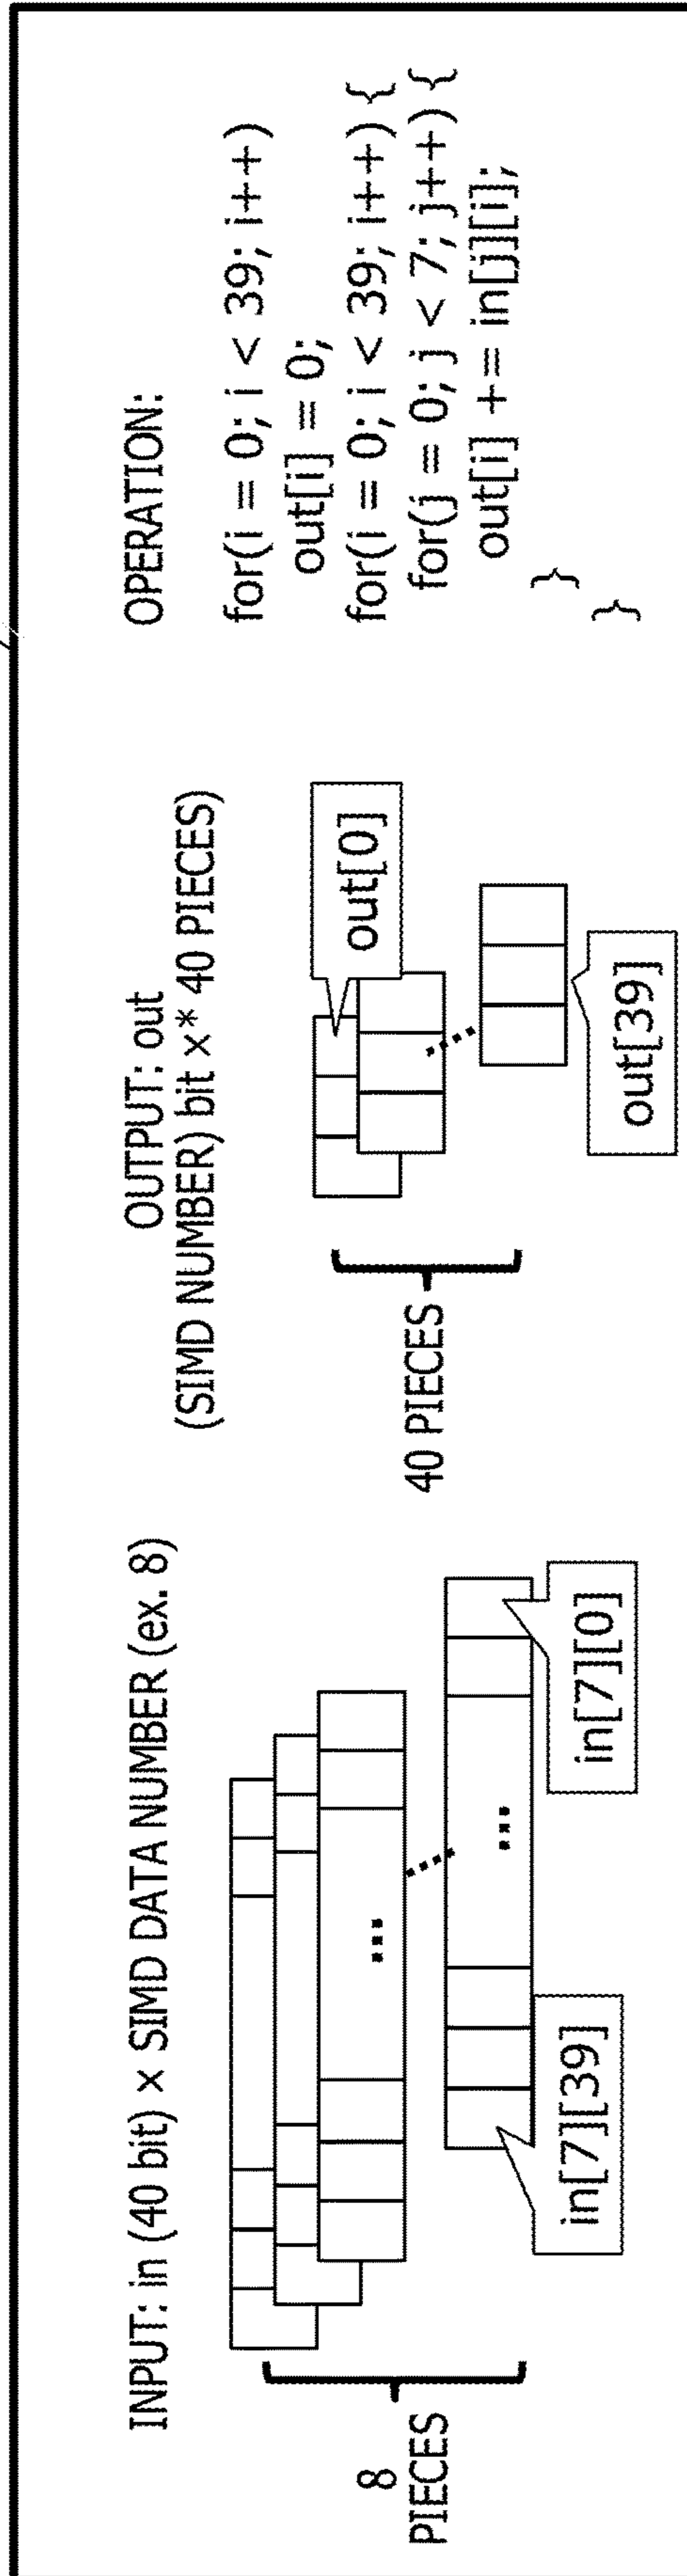 INPUT: in (40 bit) × SIMD DATA NUMBER (ex. 8)
8
PIECES
in[7][39]
in[7][0]
OUTPUT: out
(SIMD NUMBER) bit x* 40 PIECES)
40 PIECES
out[0]
out[39]
OPERATION:
for(i = 0; i < 39; i++)
out[i] = 0;
for(i = 0; i < 39; i++) {
for(j = 0; j < 7; j++) {
out[i] += in[j][i];
}
}